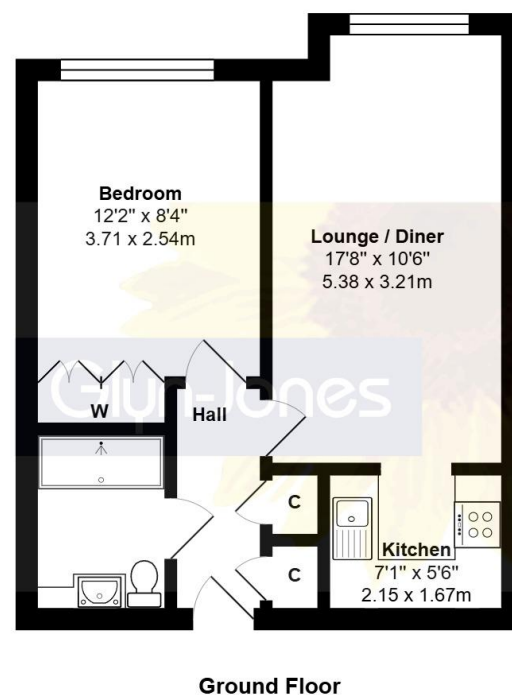 Bedroom
12'2" x 8'4"
3.71 x 2.54m
Lounge / Diner
17'8" x 10'6"
5.38 x 3.21m
Glyn-Jones
W
Hall
C
C
Kitchen
7'1" x 5'6"
2.15 x 1.67m
Ground Floor